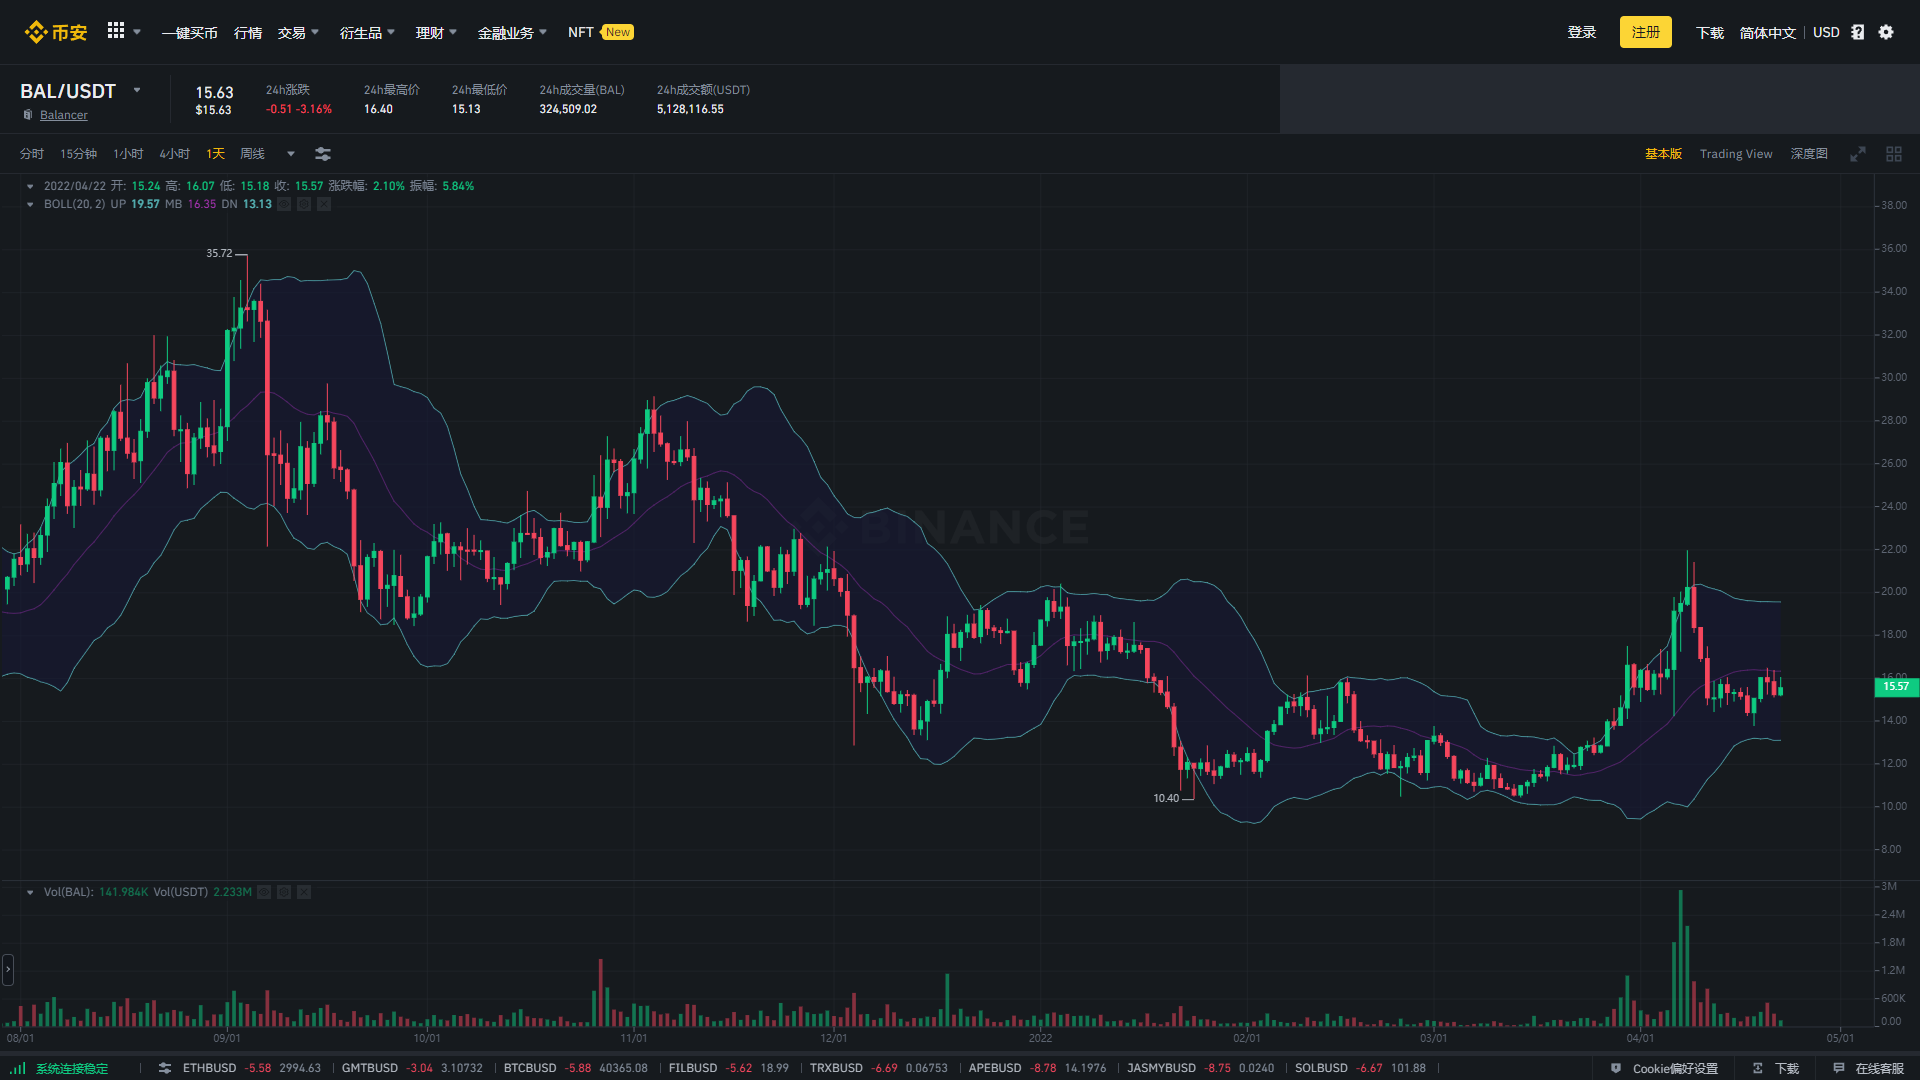 币安 一键买币 行情 交易 衍生品 理财 金融业务 NFT New 登录 注册 下载 简体中文 USD
BAL/USDT 15.63 24h涨跌 24h最高价 24h最低价 24h成交量(BAL) 24h成交额(USDT)
Balancer $15.63 -0.51 -3.16% 16.40 15.13 324,509.02 5,128,116.55
分时 15分钟 1小时 4小时 1天 周线 基本版 Trading View 深度图
2022/04/22 开: 15.24 高: 16.07 低: 15.18 收: 15.57 涨跌幅: 2.10% 振幅: 5.84%
BOLL(20, 2) UP 19.57 MB 16.35 DN 13.13
38.00
36.00
35.72
34.00
32.00
30.00
28.00
26.00
24.00
BINANCE
22.00
20.00
18.00
16.00
15.57
14.00
12.00
10.40
10.00
8.00
Vol(BAL): 141.984K Vol(USDT) 2.233M
3M
2.4M
1.8M
1.2M
600K
0.00
08/01 09/01 10/01 11/01 12/01 2022 02/01 03/01 04/01 05/01
系统连接稳定 ETHBUSD -5.58 2994.63 GMTBUSD -3.04 3.10732 BTCBUSD -5.88 40365.08 FILBUSD -5.62 18.99 TRXBUSD -6.69 0.06753 APEBUSD -8.78 14.1976 JASMYBUSD -8.75 0.0240 SOLBUSD -6.67 101.88 Cookie偏好设置 下载 在线客服